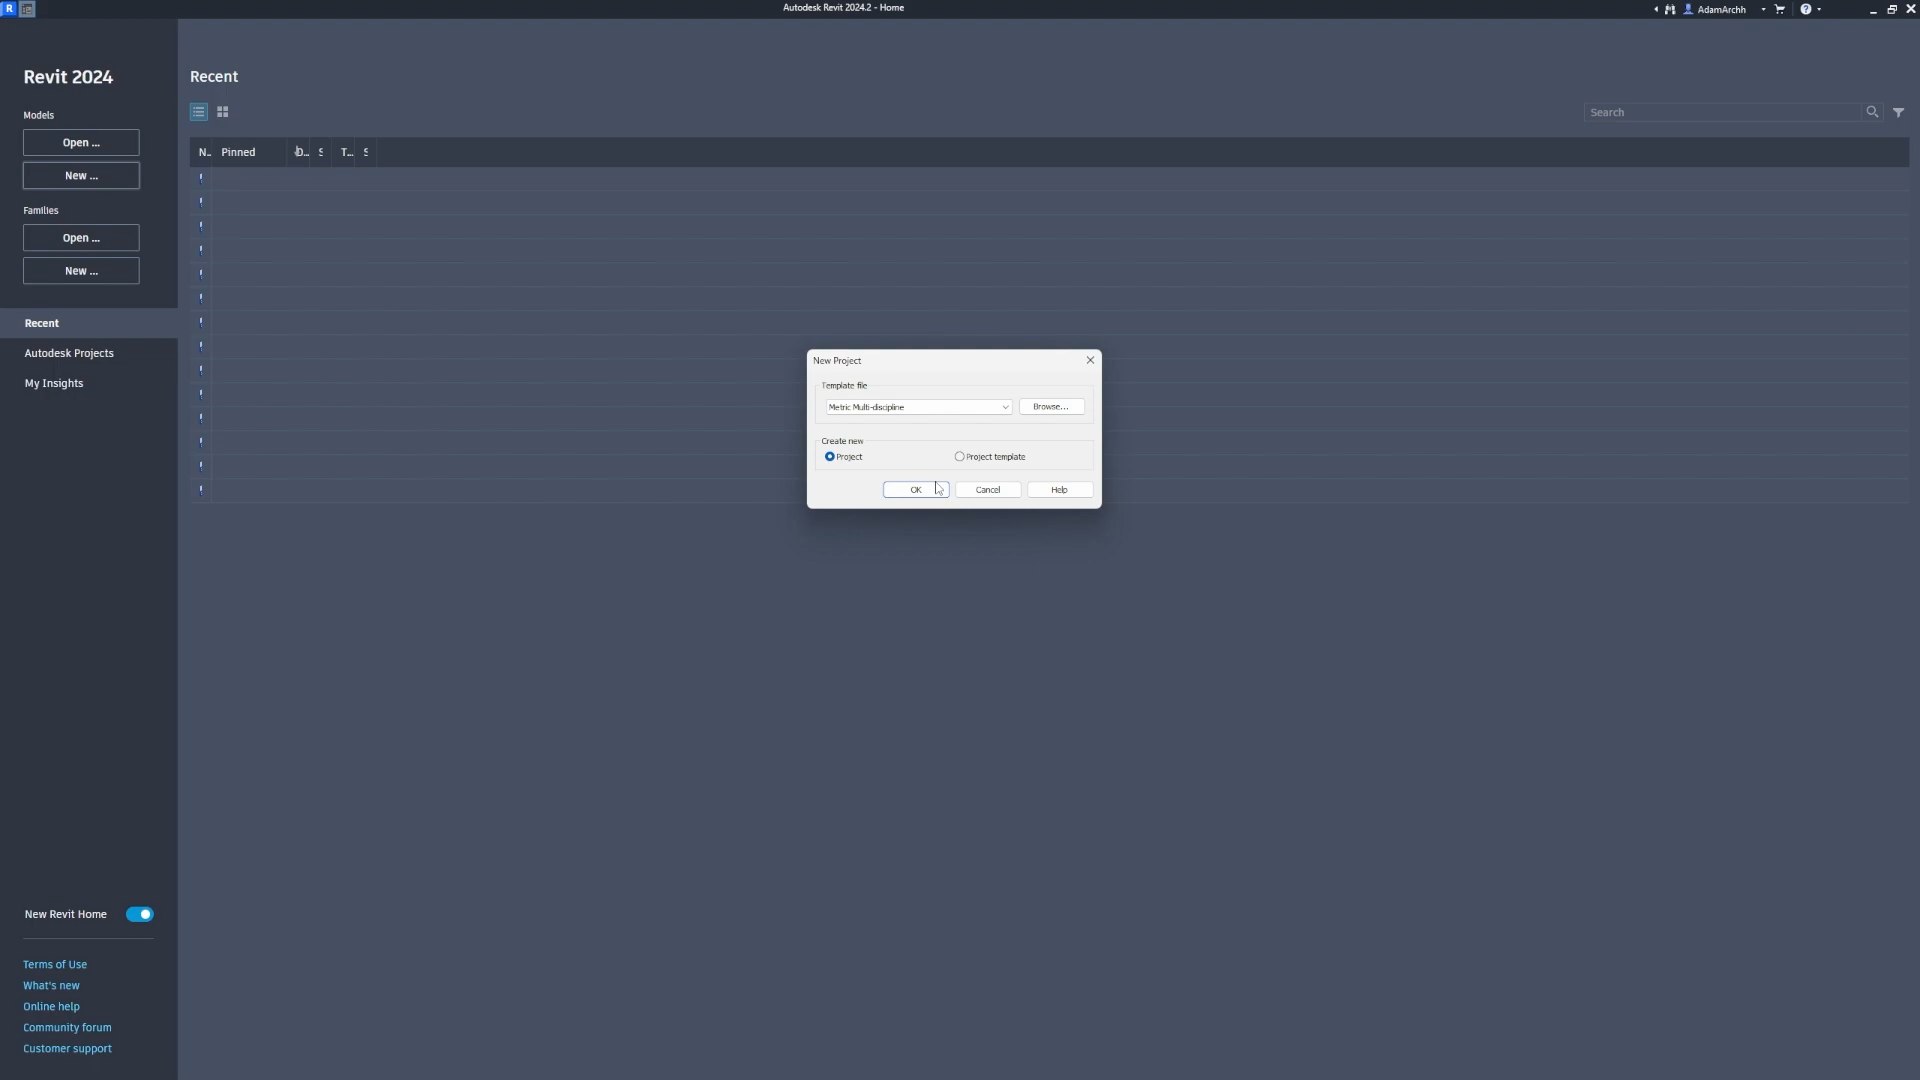 R
Autodesk Revit 2024.2 - Home
AdamArchh
?
Revit 2024
Recent
Models
Open ...
New ...
Search
N... Pinned D... S T... S
Families
Open ...
New ...
Recent
Autodesk Projects
My Insights
New Project
Template file
Metric Multi-discipline
Browse...
Create new
Project
Project template
OK
Cancel
Help
New Revit Home
Terms of Use
What's new
Online help
Community forum
Customer support